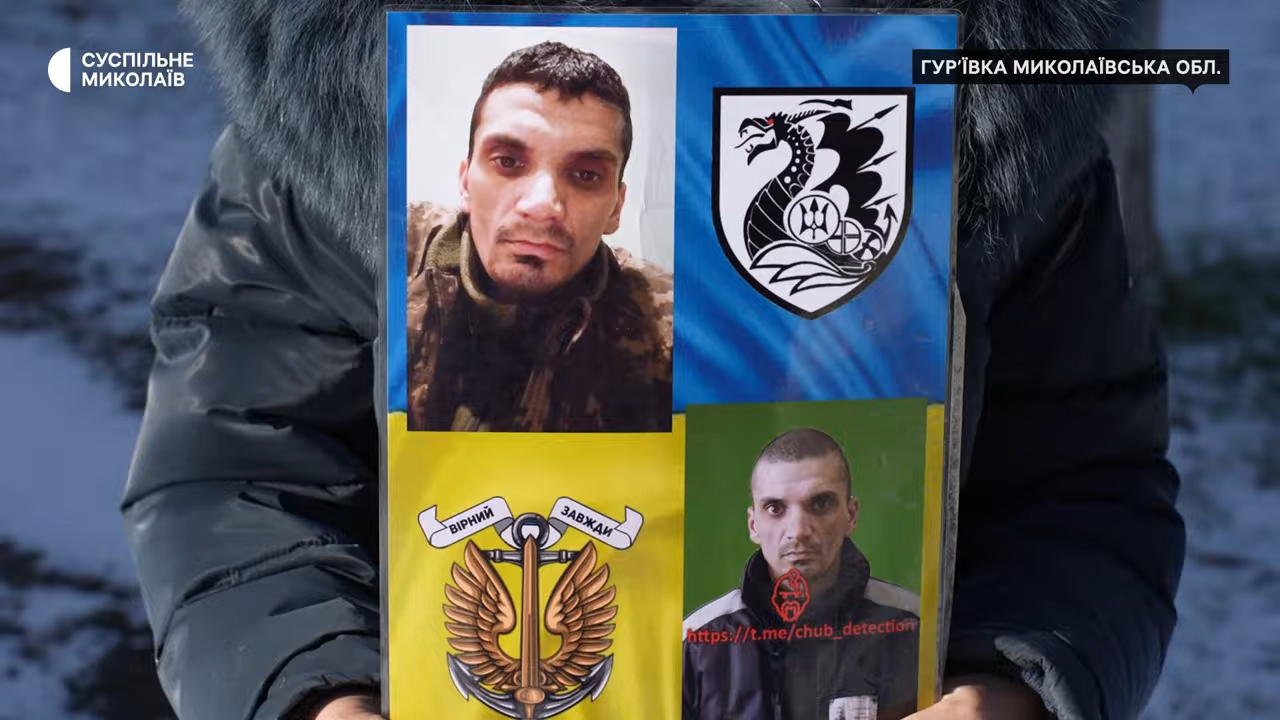 СУСПІЛЬНЕ
МИКОЛАЇВ
ГУР'ЇВКА МИКОЛАЇВСЬКА ОБЛ.
ВІРНИЙ ЗАВЖДИ
https://t.me/chub_detection